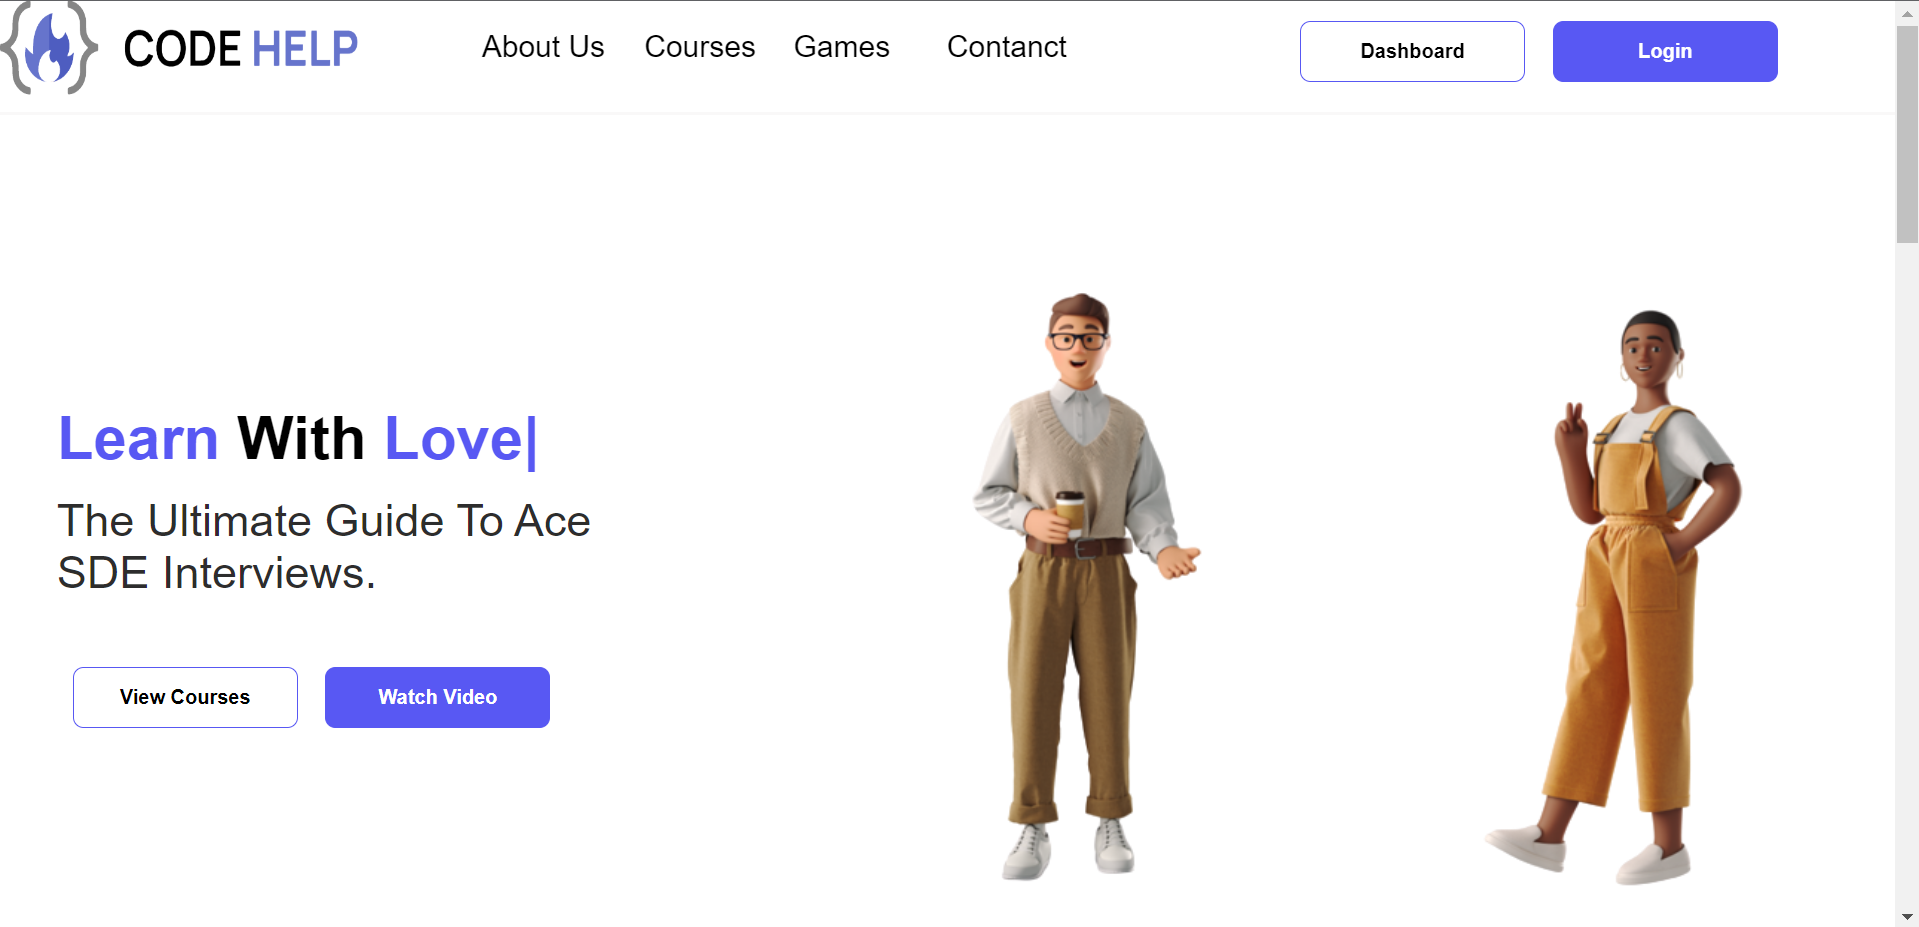 CODE HELP
About Us Courses Games Contanct
Dashboard
Login
Learn With Love|
The Ultimate Guide To Ace
SDE Interviews.
View Courses
Watch Video